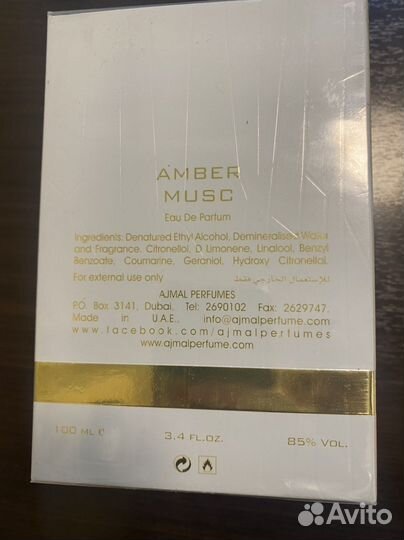 AMBER
MUSC
Eau De Parfum
Ingredients: Denatured Ethyl Alcohol, Demineralised Water
and Fragrance, Citronellol, D Limonene, Linalool, Benzyl
Benzoate, Coumarine, Geraniol, Hydroxy Citronellal.
For external use only للاستعمال الخارجي فقط
AJMAL PERFUMES
P.O. Box 3141, Dubai. Tel: 2690102 Fax: 2629747.
Made in U.A.E.. info@ajmalperfume.com
www.facebook.com/ajmalperfumes
www.ajmalperfume.com
100 ML ℮ 3.4 FL.OZ. 85% VOL.
Avito